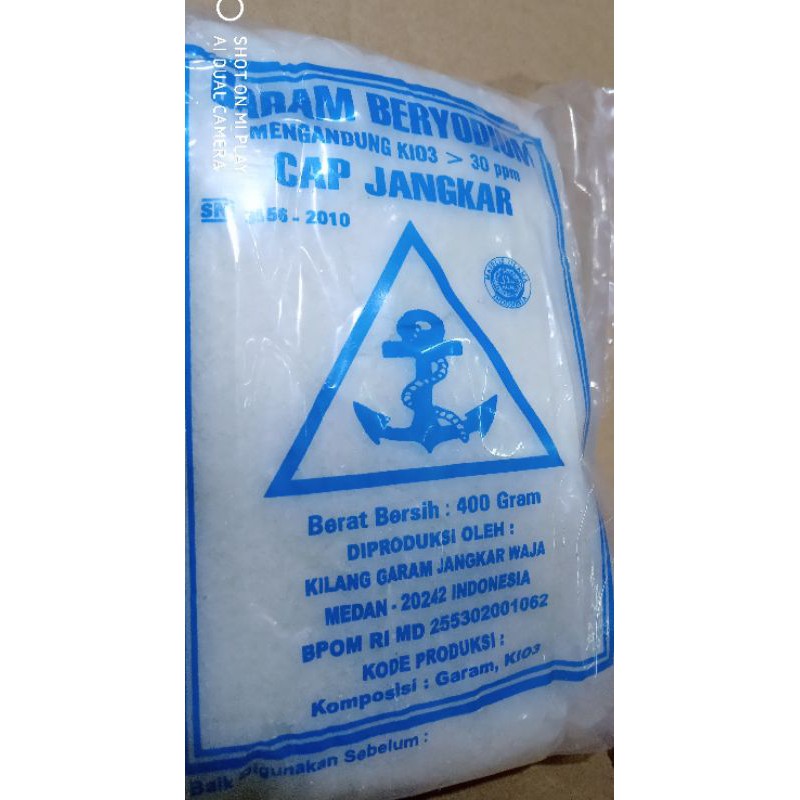 SHOT ON MI PLAY
AI DUAL CAMERA
GARAM BERYODIUM
MENGANDUNG KIO3 > 30 ppm
CAP JANGKAR
SNI 3556 - 2010
Berat Bersih : 400 Gram
DIPRODUKSI OLEH :
KILANG GARAM JANGKAR WAJA
MEDAN - 20242 INDONESIA
BPOM RI MD 255302001062
KODE PRODUKSI :
Komposisi : Garam, KIO3
Baik Digunakan Sebelum :